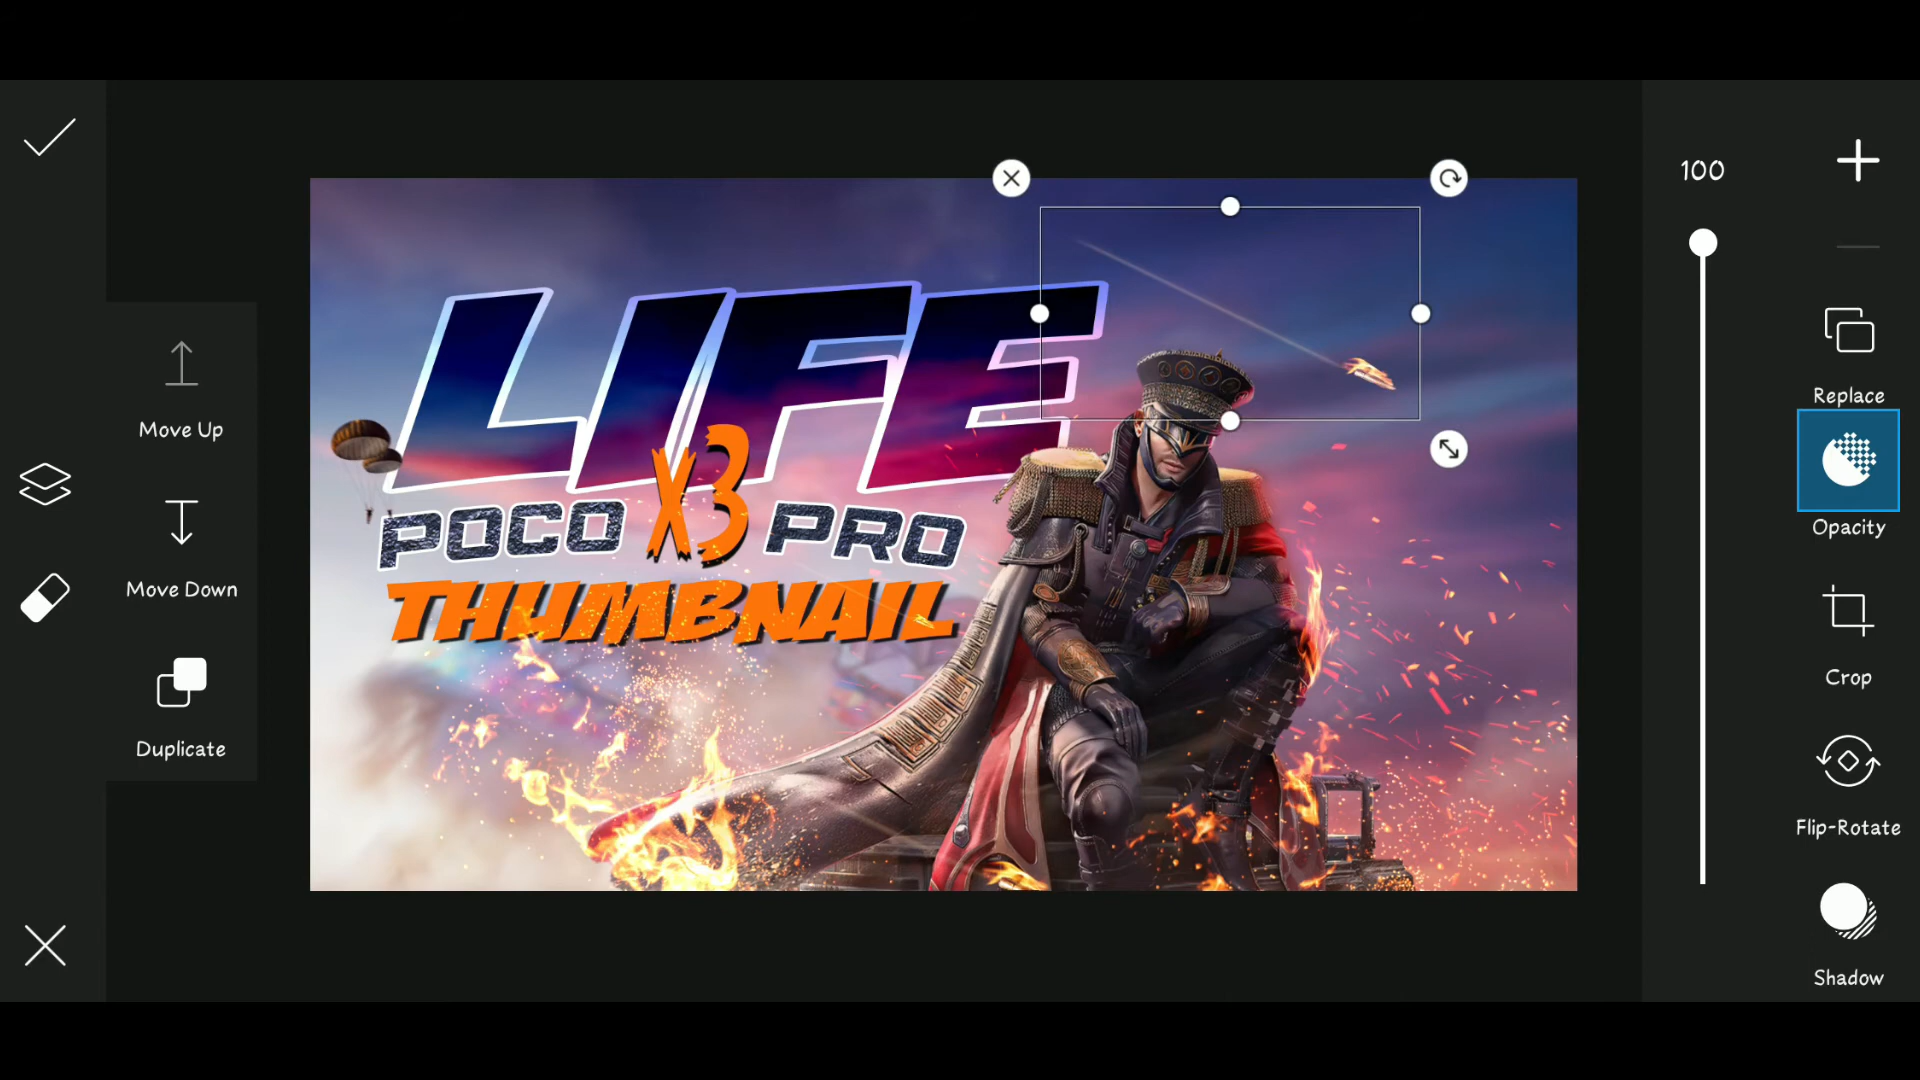 100
Replace
Move Up
LIFE
POCO X3 PRO
Opacity
Move Down
THUMBNAIL
Crop
Duplicate
Flip-Rotate
Shadow